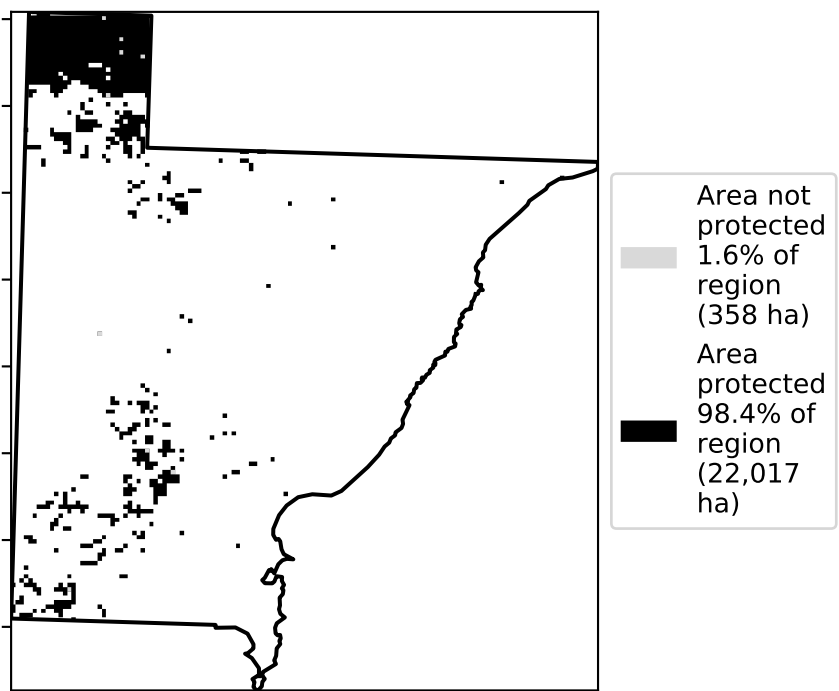 Area not
protected
1.6% of
region
(358 ha)
Area
protected
98.4% of
region
(22,017
ha)